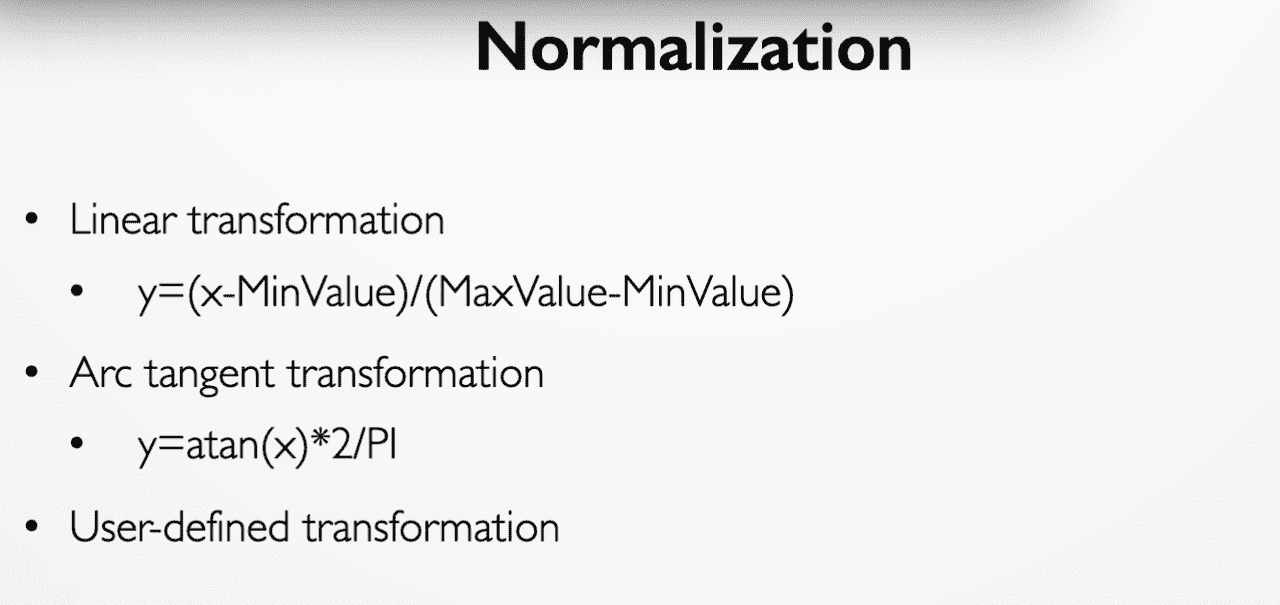 Normalization
• Linear transformation
• y=(x-MinValue)/(MaxValue-MinValue)
• Arc tangent transformation
• y=atan(x)*2/PI
• User-defined transformation